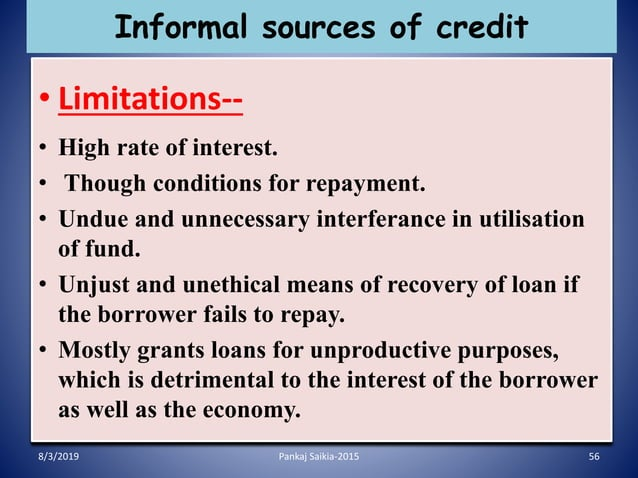 Informal sources of credit
• Limitations--
• High rate of interest.
• Though conditions for repayment.
• Undue and unnecessary interferance in utilisation
of fund.
• Unjust and unethical means of recovery of loan if
the borrower fails to repay.
• Mostly grants loans for unproductive purposes,
which is detrimental to the interest of the borrower
as well as the economy.
8/3/2019 Pankaj Saikia-2015 56